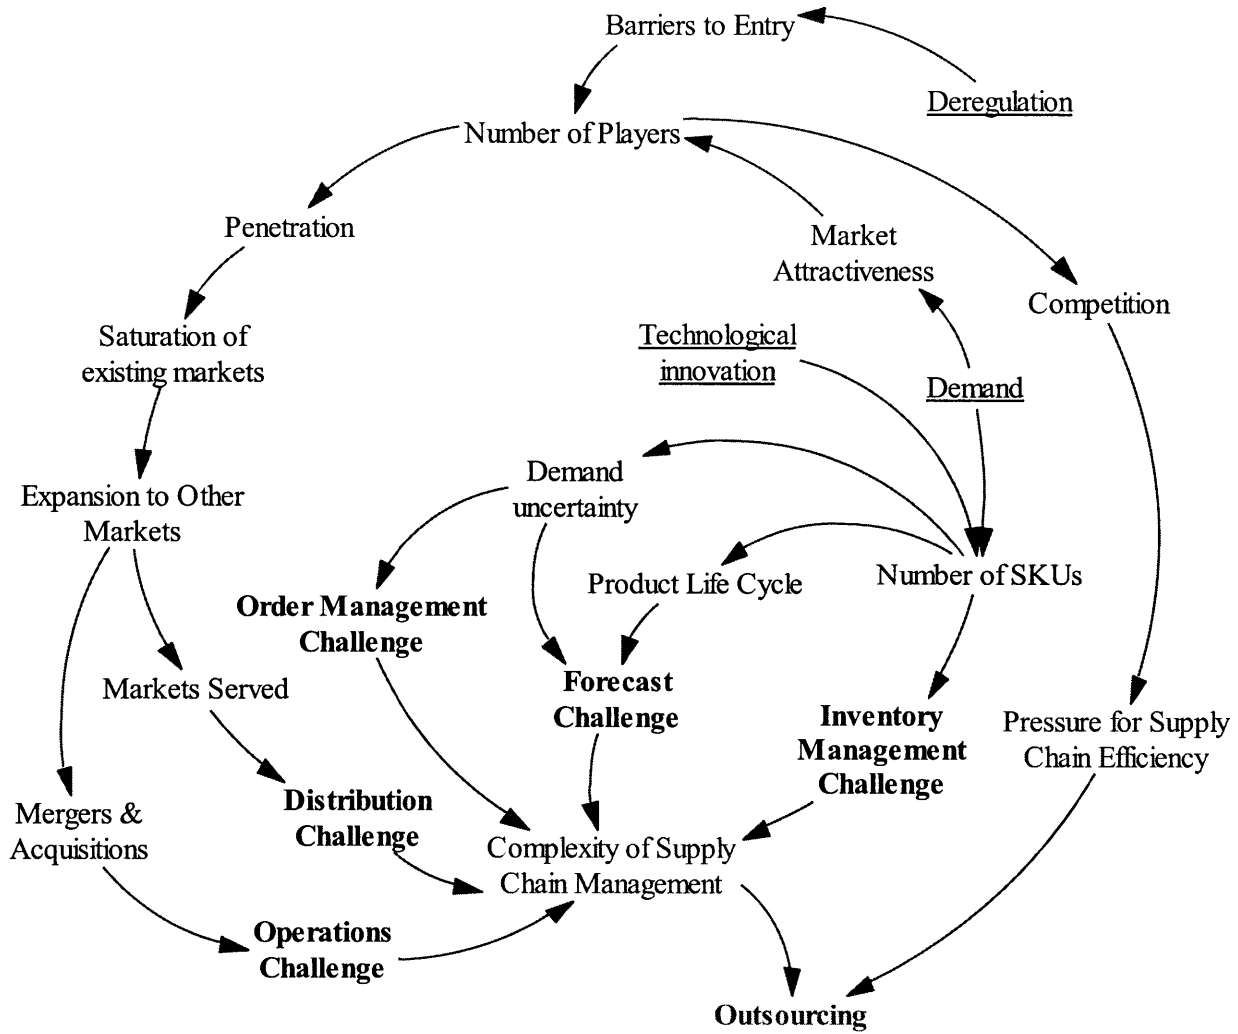 Barriers to Entry
Deregulation
Number of Players
Penetration
Market
Attractiveness
Competition
Saturation of
existing markets
Technological
innovation
Demand
Expansion to Other
Markets
Demand
uncertainty
Product Life Cycle
Number of SKUs
Order Management
Challenge
Markets Served
Forecast
Challenge
Inventory
Management
Challenge
Pressure for Supply
Chain Efficiency
Mergers &
Acquisitions
Distribution
Challenge
Complexity of Supply
Chain Management
Operations
Challenge
Outsourcing